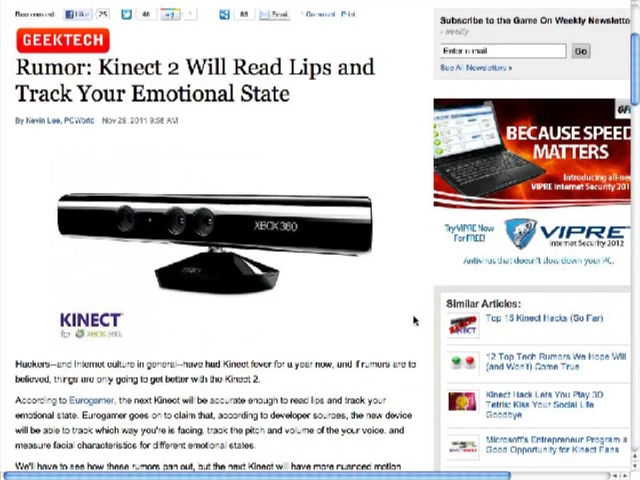 Recommend: Like 25 46 +1 86 Email 1 Comment Print
GEEKTECH
Rumor: Kinect 2 Will Read Lips and
Track Your Emotional State
By Kevin Lee, PCWorld Nov 29, 2011 9:56 AM
XBOX 360
KINECT
for XBOX 360
Hackers--and Internet culture in general--have had Kinect fever for a year now, and if rumors are to
believed, things are only going to get better with the Kinect 2.
According to Eurogamer, the next Kinect will be accurate enough to read lips and track your
emotional state. Eurogamer goes on to claim that, according to developer sources, the new device
will be able to track which way you're is facing, track the pitch and volume of the your voice, and
measure facial characteristics for different emotional states.
We'll have to see how these rumors pan out, but the next Kinect will have more nuanced motion
Subscribe to the Game On Weekly Newslette
- weekly
Enter e-mail Go
See All Newsletters »
BECAUSE SPEED
MATTERS
Introducing all-new
VIPRE Internet Security 201
Try VIPRE Now
For FREE!
VIPRE
Internet Security 2012
Antivirus that doesn't slow down your PC.
Similar Articles:
Top 15 Kinect Hacks (So Far)
12 Top Tech Rumors We Hope Will
(and Won't) Come True
Kinect Hack Lets You Play 3D
Tetris: Kiss Your Social Life
Goodbye
Microsoft's Entrepreneur Program a
Good Opportunity for Kinect Fans